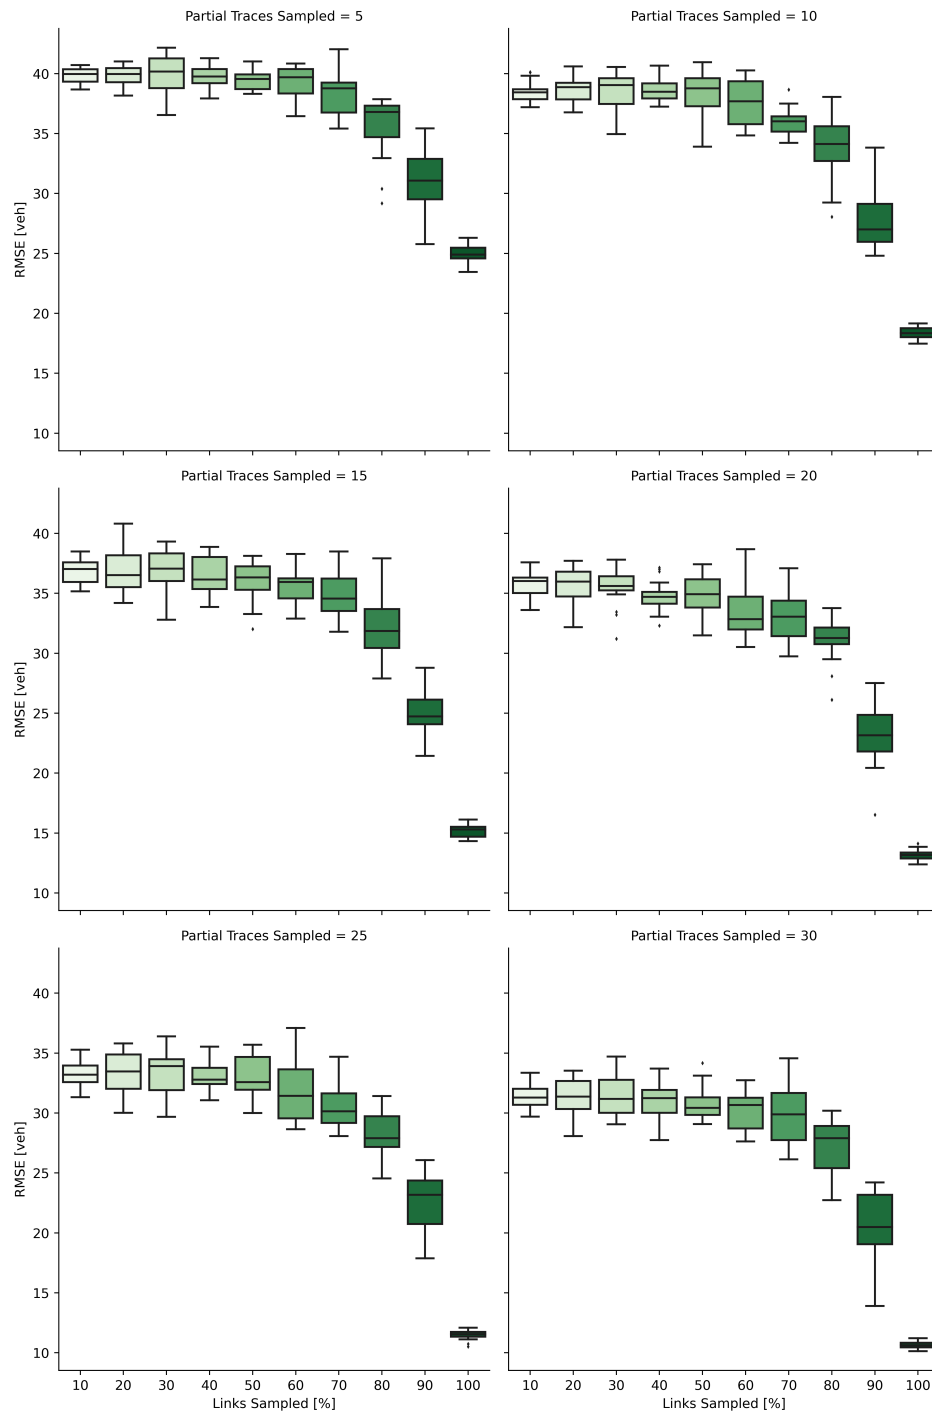 Partial Traces Sampled = 5
Partial Traces Sampled = 10
40
35
30
25
20
15
10
RMSE [veh]
Partial Traces Sampled = 15
Partial Traces Sampled = 20
40
35
30
25
20
15
10
RMSE [veh]
Partial Traces Sampled = 25
Partial Traces Sampled = 30
40
35
30
25
20
15
10
RMSE [veh]
10 20 30 40 50 60 70 80 90 100
10 20 30 40 50 60 70 80 90 100
Links Sampled [%]
Links Sampled [%]